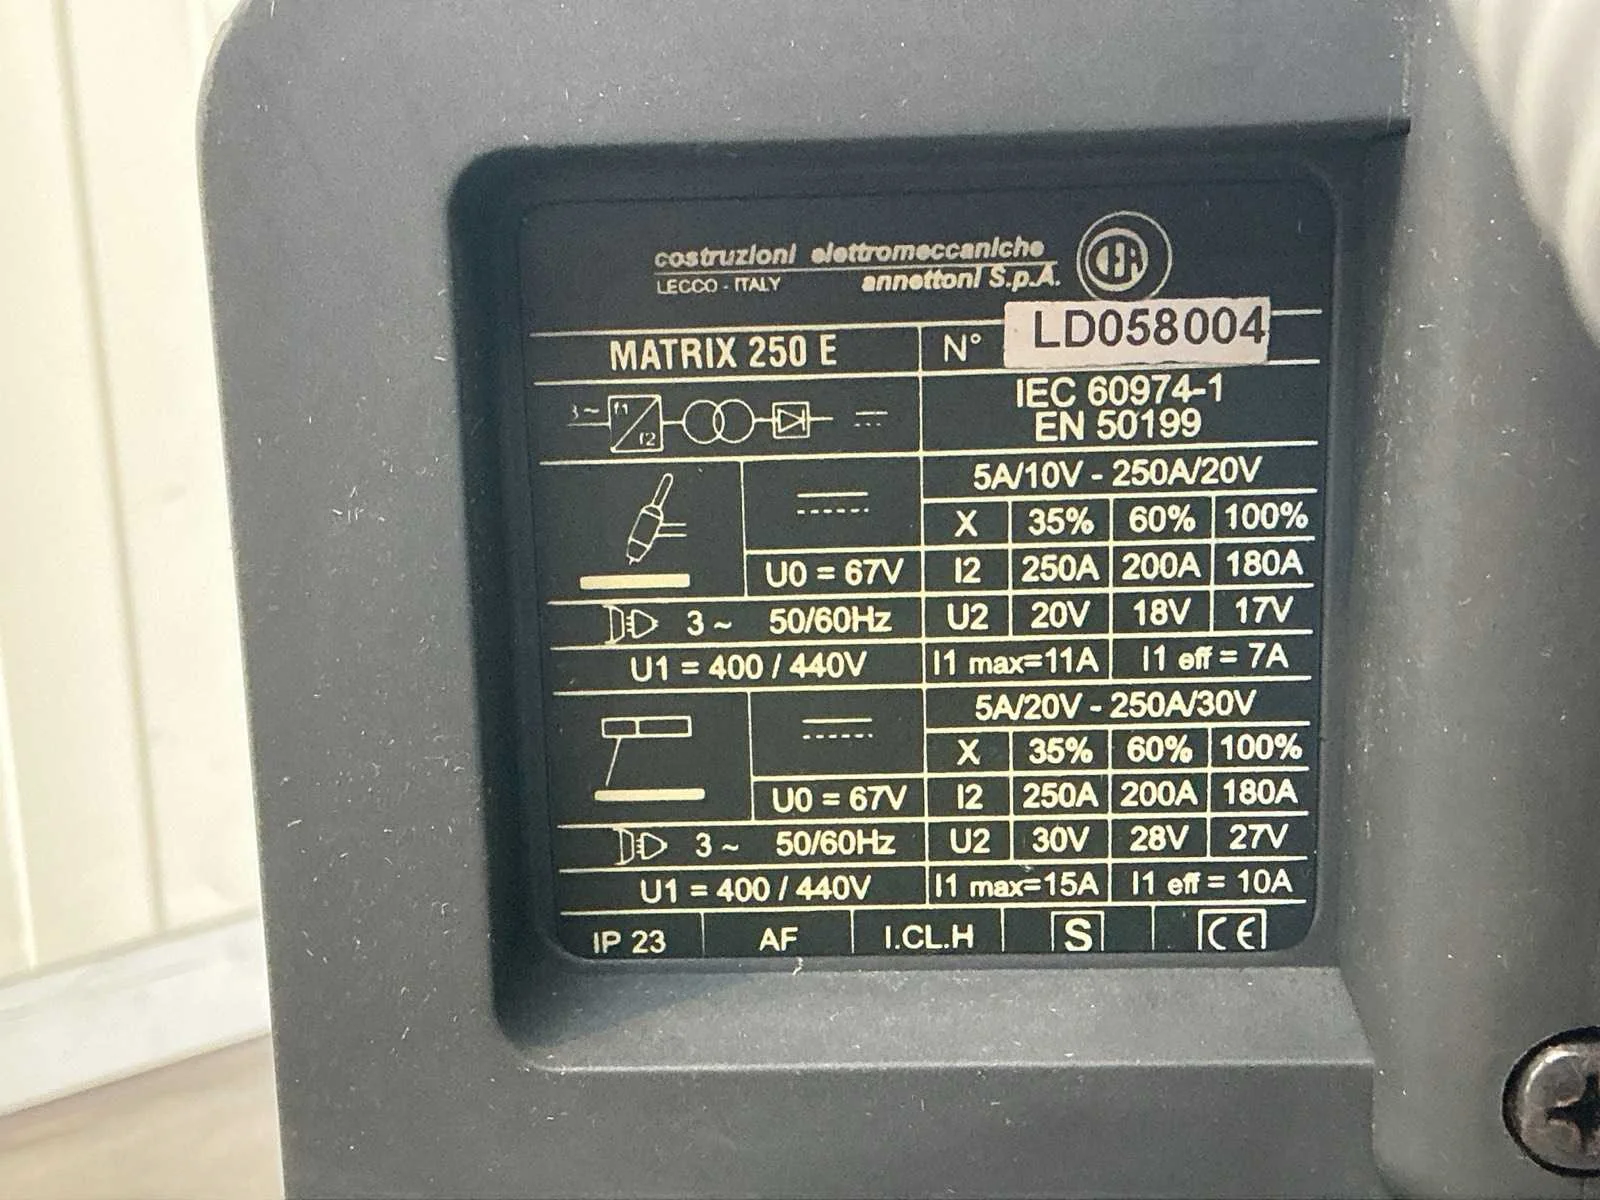 costruzioni elettromeccaniche
LECCO - ITALY annettoni S.p.A.
CEA
MATRIX 250 E N° LD058004
3~ f1 f2
IEC 60974-1
EN 50199
5A/10V - 250A/20V
X 35% 60% 100%
U0 = 67V I2 250A 200A 180A
3~ 50/60Hz U2 20V 18V 17V
U1 = 400 / 440V I1 max=11A I1 eff = 7A
5A/20V - 250A/30V
X 35% 60% 100%
U0 = 67V I2 250A 200A 180A
3~ 50/60Hz U2 30V 28V 27V
U1 = 400 / 440V I1 max=15A I1 eff = 10A
IP 23 AF I.CL.H S CE